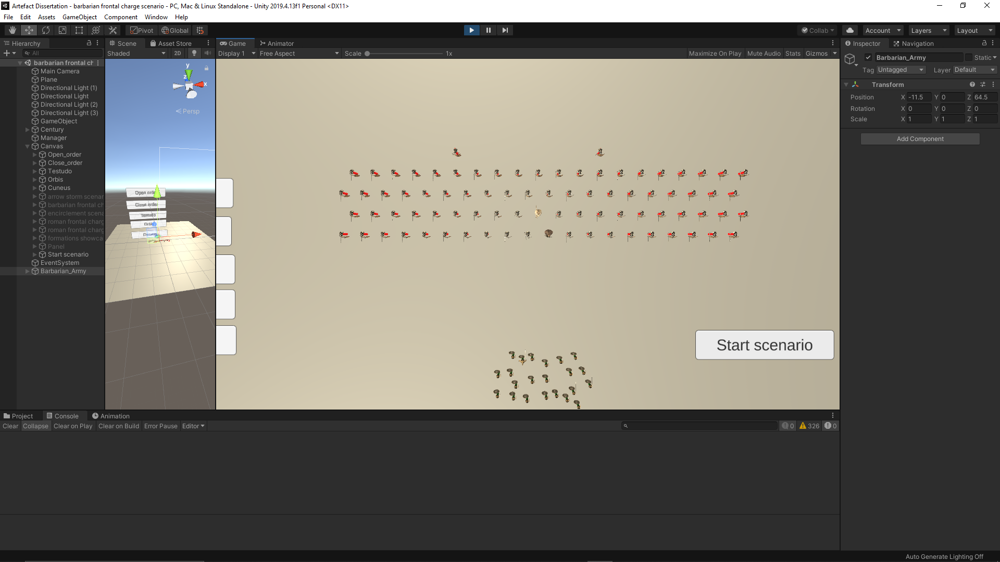 Artefact Dissertation - barbarian frontal charge scenario - PC, Mac & Linux Standalone - Unity 2019.4.13f1 Personal <DX11>
File Edit Assets GameObject Component Window Help
Pivot Global Collab Account Layers Layout
Hierarchy
All
barbarian frontal ch
Main Camera
Plane
Directional Light (1)
Directional Light
Directional Light (2)
Directional Light (3)
GameObject
Century
Manager
Canvas
Open_order
Close_order
Testudo
Orbis
Cuneus
arrow storm scenar
barbarian frontal ch
encirclement scena
roman frontal charg
roman frontal charg
formations showca
Panel
Start scenario
EventSystem
Barbarian_Army
Scene Asset Store
Shaded 2D
y
z x
Persp
Open order
Close order
Testudo
Cuneus
Game Animator
Display 1 Free Aspect Scale 1x Maximize On Play Mute Audio Stats Gizmos
Start scenario
Inspector Navigation
Barbarian_Army Static
Tag Untagged Layer Default
Transform
Position X -11.5 Y 0 Z 64.5
Rotation X 0 Y 0 Z 0
Scale X 1 Y 1 Z 1
Add Component
Project Console Animation
Clear Collapse Clear on Play Clear on Build Error Pause Editor 0 326 0
Auto Generate Lighting Off